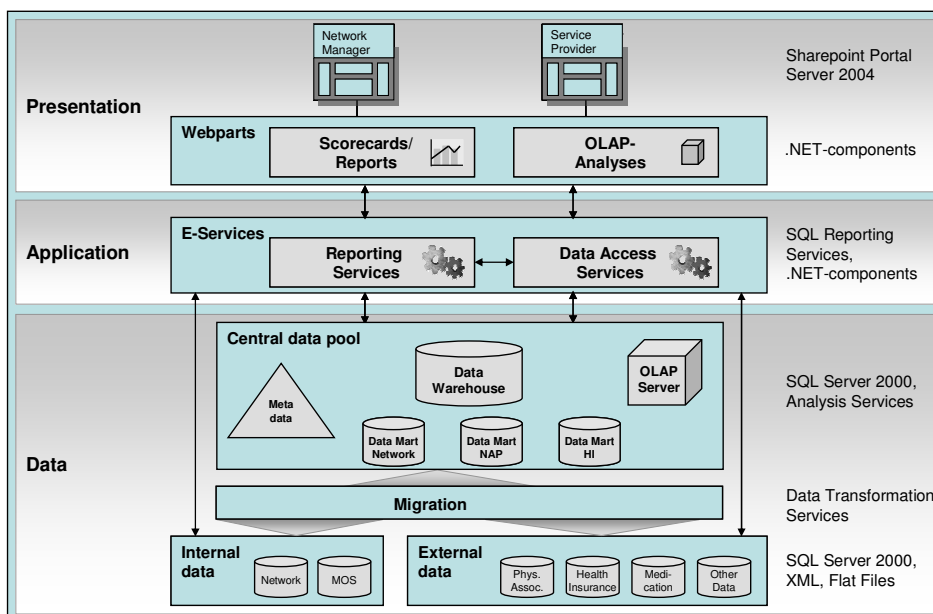 Network
Manager
Service
Provider
Sharepoint Portal
Server 2004
Presentation
Webparts
Scorecards/
Reports
OLAP-
Analyses
.NET-components
Application
E-Services
Reporting
Services
Data Access
Services
SQL Reporting
Services,
.NET-components
Data
Central data pool
Meta
data
Data
Warehouse
OLAP
Server
Data Mart
Network
Data Mart
NAP
Data Mart
HI
SQL Server 2000,
Analysis Services
Migration
Data Transformation
Services
Internal
data
Network
MOS
External
data
Phys.
Assoc.
Health
Insurance
Medi-
cation
Other
Data
SQL Server 2000,
XML, Flat Files